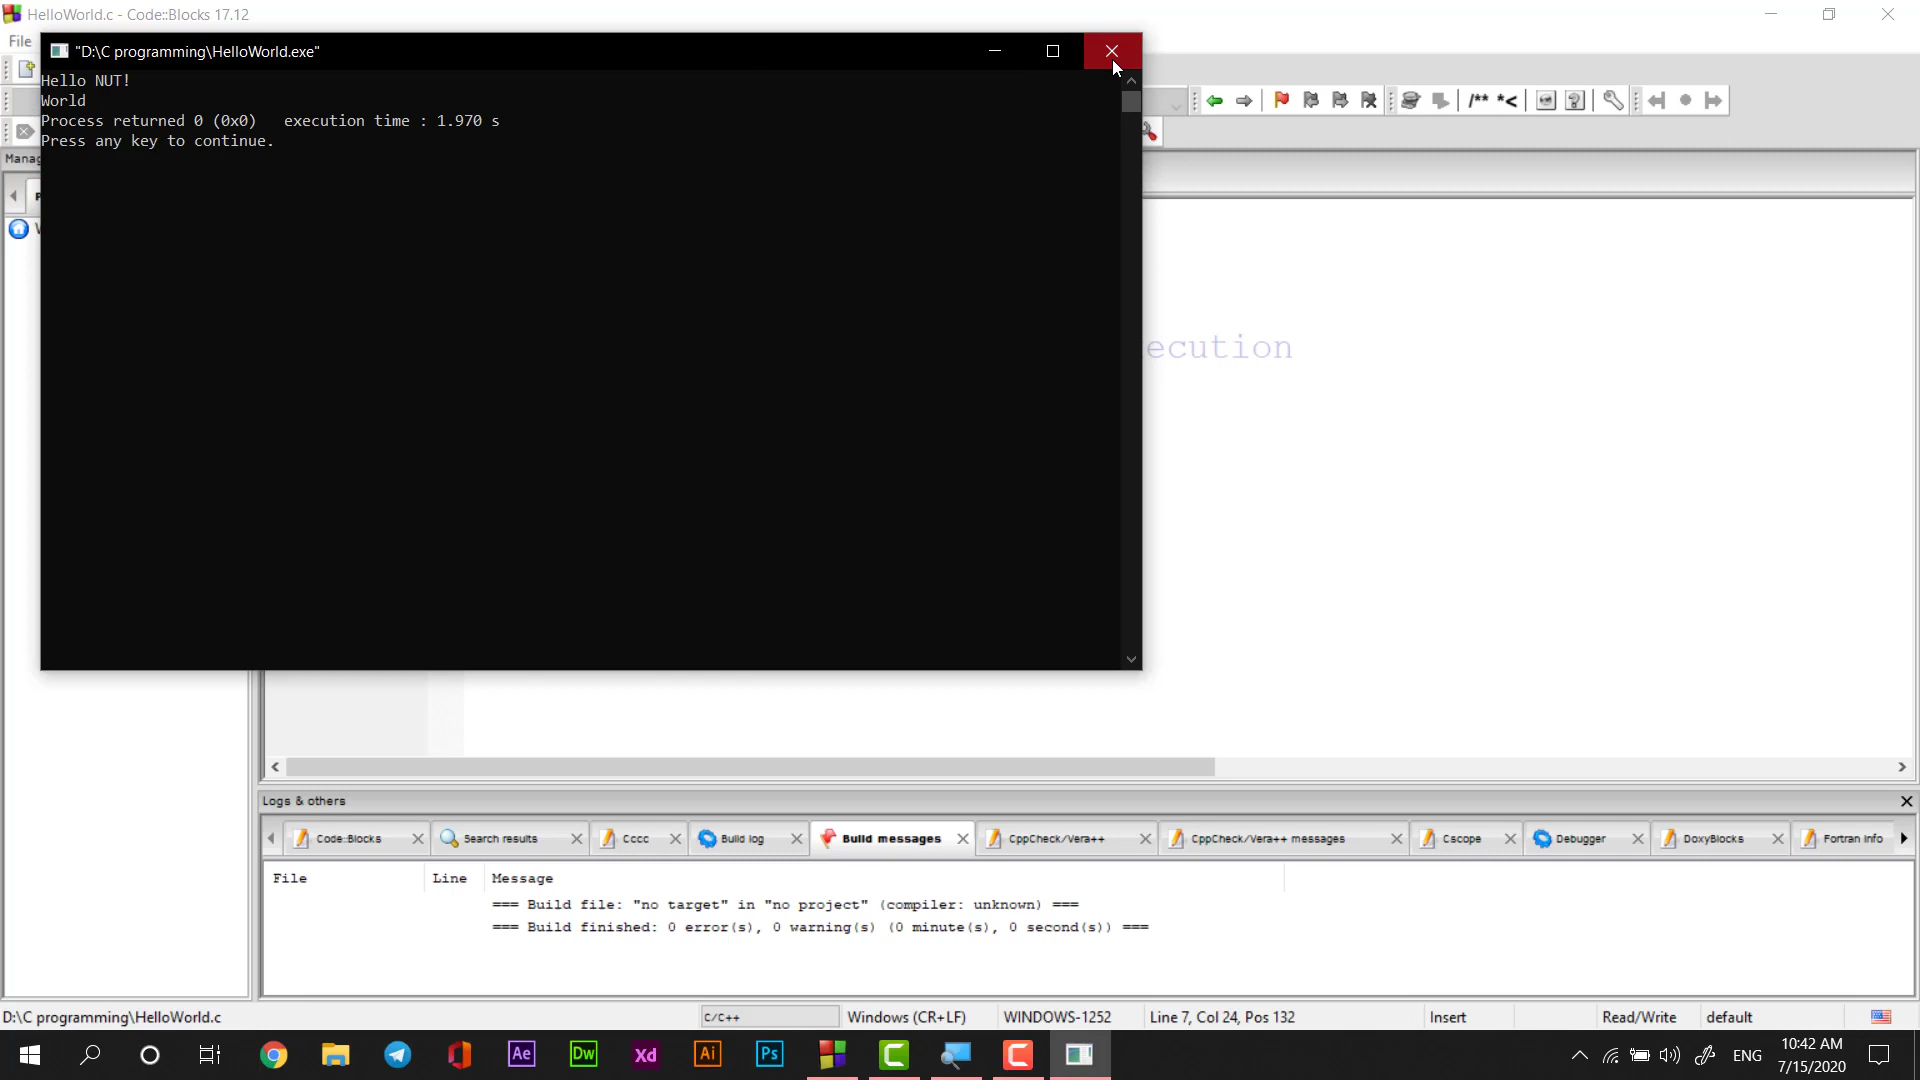 HelloWorld.c - Code::Blocks 17.12
File
"D:\C programming\HelloWorld.exe"
Hello NUT!
World
Process returned 0 (0x0)   execution time : 1.970 s
Press any key to continue.
/** *<
Manag
ecution
Logs & others
Code::Blocks
Search results
Cccc
Build log
Build messages
CppCheck/Vera++
CppCheck/Vera++ messages
Cscope
Debugger
DoxyBlocks
Fortran info
File
Line
Message
=== Build file: "no target" in "no project" (compiler: unknown) ===
=== Build finished: 0 error(s), 0 warning(s) (0 minute(s), 0 second(s)) ===
D:\C programming\HelloWorld.c
C/C++
Windows (CR+LF)
WINDOWS-1252
Line 7, Col 24, Pos 132
Insert
Read/Write
default
Ae
Dw
Xd
Ai
Ps
ENG
10:42 AM
7/15/2020